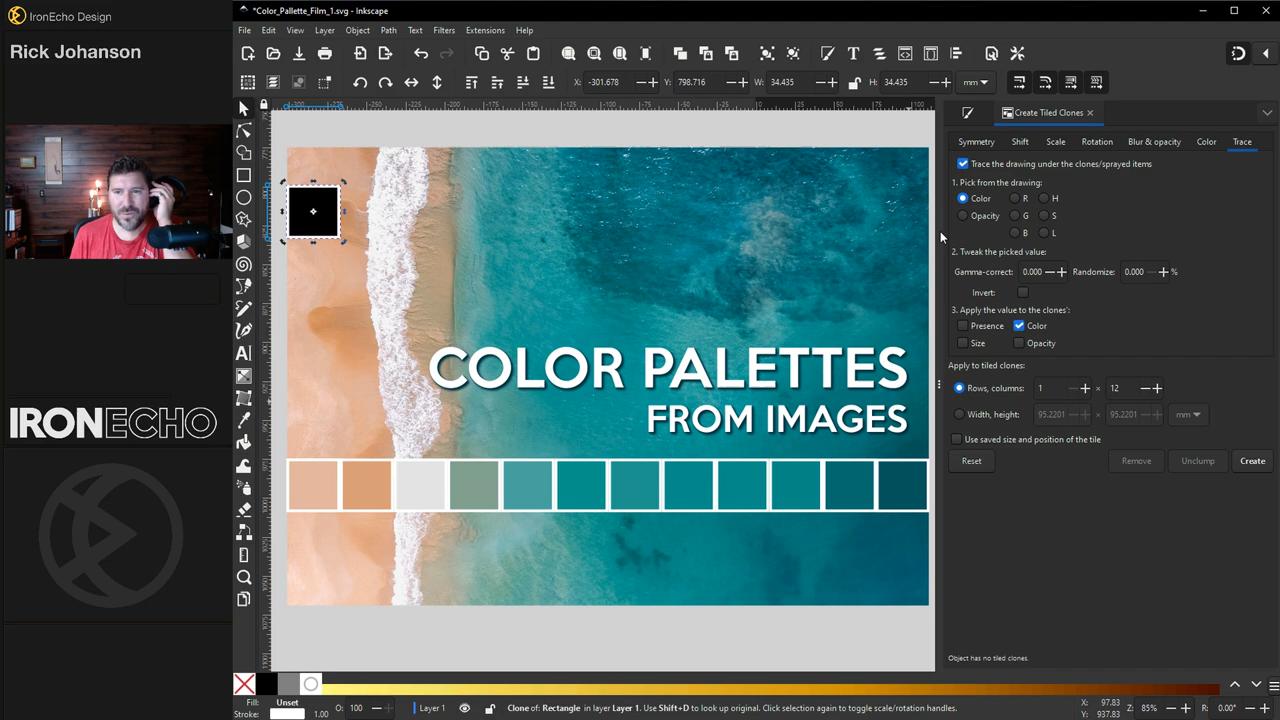 IronEcho Design
Rick Johanson
IRONECHO
*Color_Pallette_Film_1.svg - Inkscape
File Edit View Layer Object Path Text Filters Extensions Help
X: -301.678 Y: 798.716 W: 34.435 H: 34.435 mm
COLOR PALETTES
FROM IMAGES
Create Tiled Clones
Symmetry Shift Scale Rotation Blur & opacity Color Trace
Trace the drawing under the clones/sprayed items
1. Pick from the drawing:
Color R H
Opacity G S
B L
2. Tweak the picked value:
Gamma-correct: 0.000 Randomize: 0.000 %
Invert:
3. Apply the value to the clones':
Presence Color
Size Opacity
Apply to tiled clones:
Rows, columns: 1 × 12
Width, height: 95.2201 × 95.2201 mm
Use saved size and position of the tile
Reset Remove Unclump Create
Object has no tiled clones.
Fill: Unset
Stroke: 1.00
O: 100
Layer 1
Clone of: Rectangle in layer Layer 1. Use Shift+D to look up original. Click selection again to toggle scale/rotation handles.
X: 97.83
Y: 937.83
Z: 85%
R: 0.00°